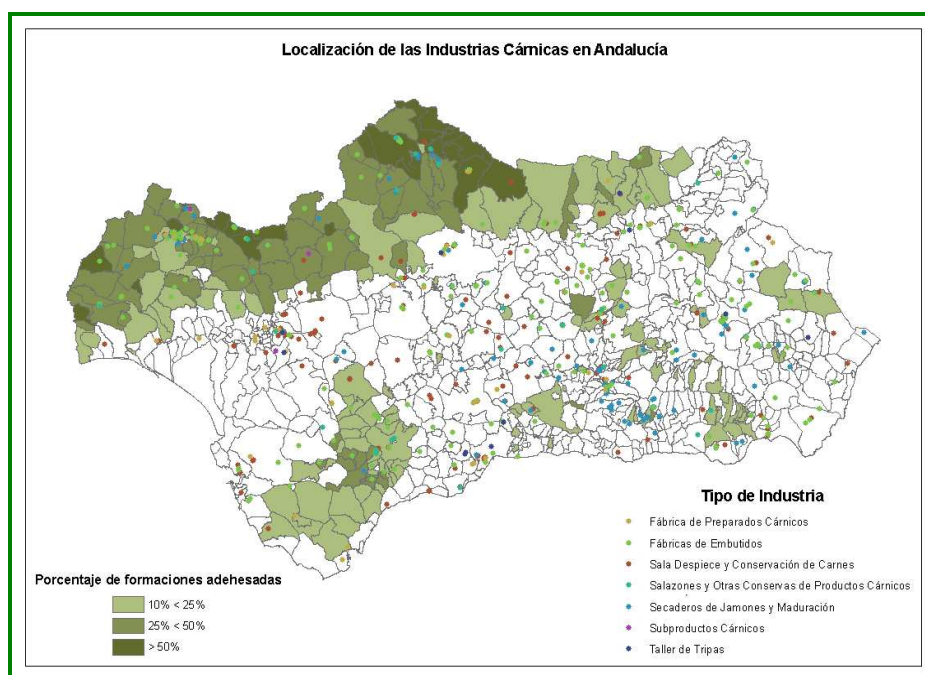 Localización de las Industrias Cárnicas en Andalucía
Tipo de Industria
Fábrica de Preparados Cárnicos
Fábricas de Embutidos
Sala Despiece y Conservación de Carnes
Salazones y Otras Conservas de Productos Cárnicos
Secaderos de Jamones y Maduración
Subproductos Cárnicos
Taller de Tripas
Porcentaje de formaciones adehesadas
10% < 25%
25% < 50%
> 50%